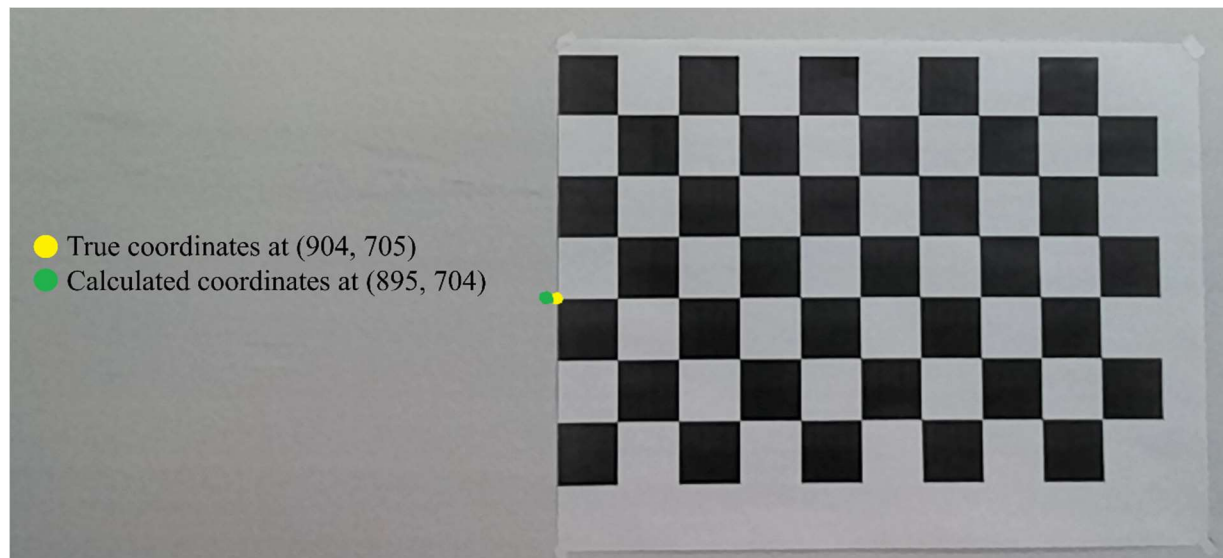 True coordinates at (904, 705)
Calculated coordinates at (895, 704)